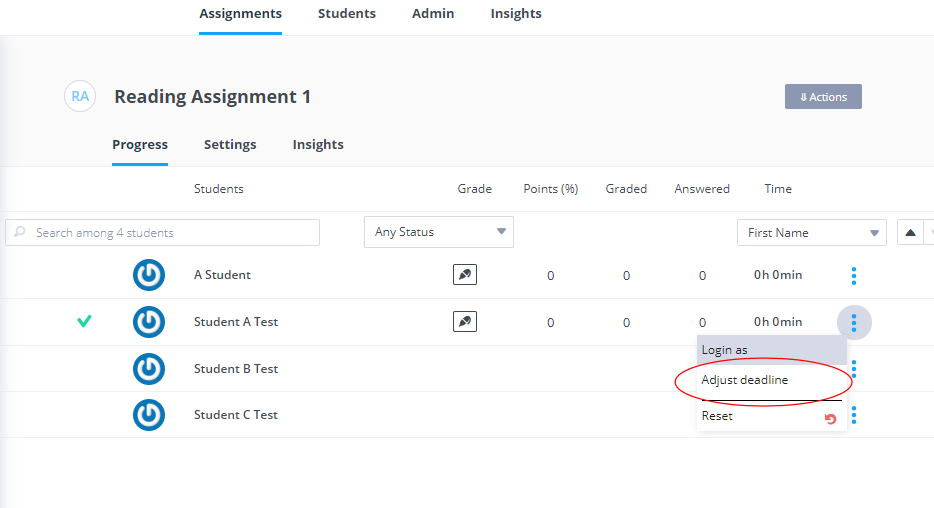 Assignments Students Admin Insights
RA Reading Assignment 1
⇓ Actions
Progress Settings Insights
Students Grade Points (%) Graded Answered Time
Search among 4 students Any Status First Name
A Student 0 0 0 0h 0min
Student A Test 0 0 0 0h 0min
Login as
Student B Test
Adjust deadline
Student C Test
Reset